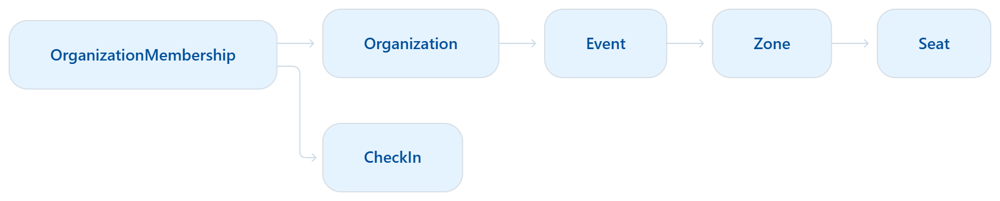 OrganizationMembership
Organization
Event
Zone
Seat
CheckIn